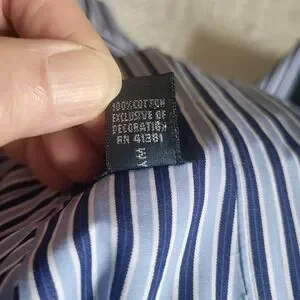 100% COTTON
EXCLUSIVE OF
DECORATION
RN 41381